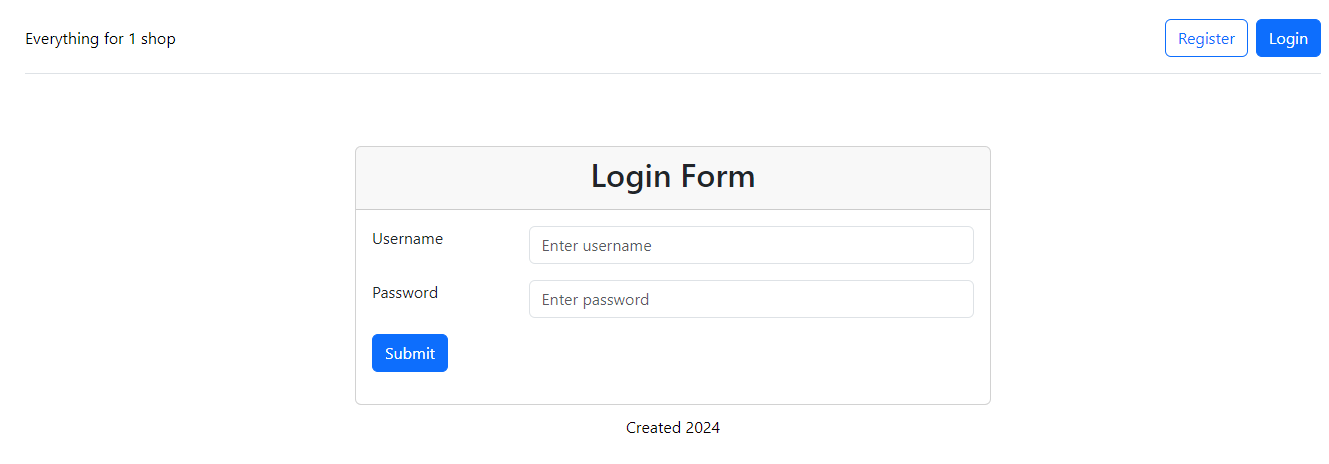 Everything for 1 shop
Register
Login
Login Form
Username
Enter username
Password
Enter password
Submit
Created 2024